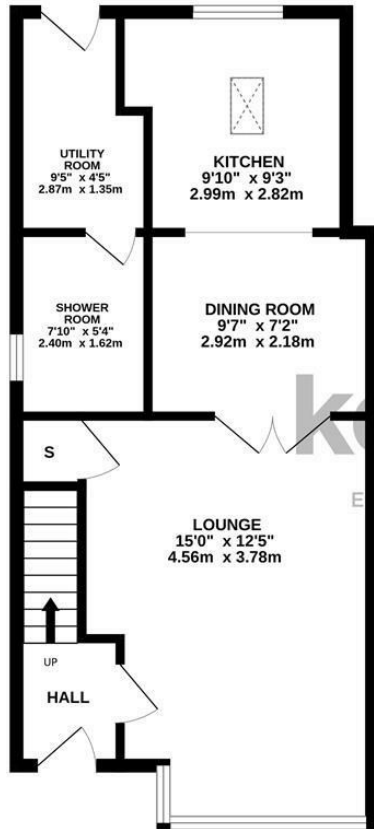 UTILITY
ROOM
9'5" x 4'5"
2.87m x 1.35m
KITCHEN
9'10" x 9'3"
2.99m x 2.82m
SHOWER
ROOM
7'10" x 5'4"
2.40m x 1.62m
DINING ROOM
9'7" x 7'2"
2.92m x 2.18m
S
LOUNGE
15'0" x 12'5"
4.56m x 3.78m
UP
HALL